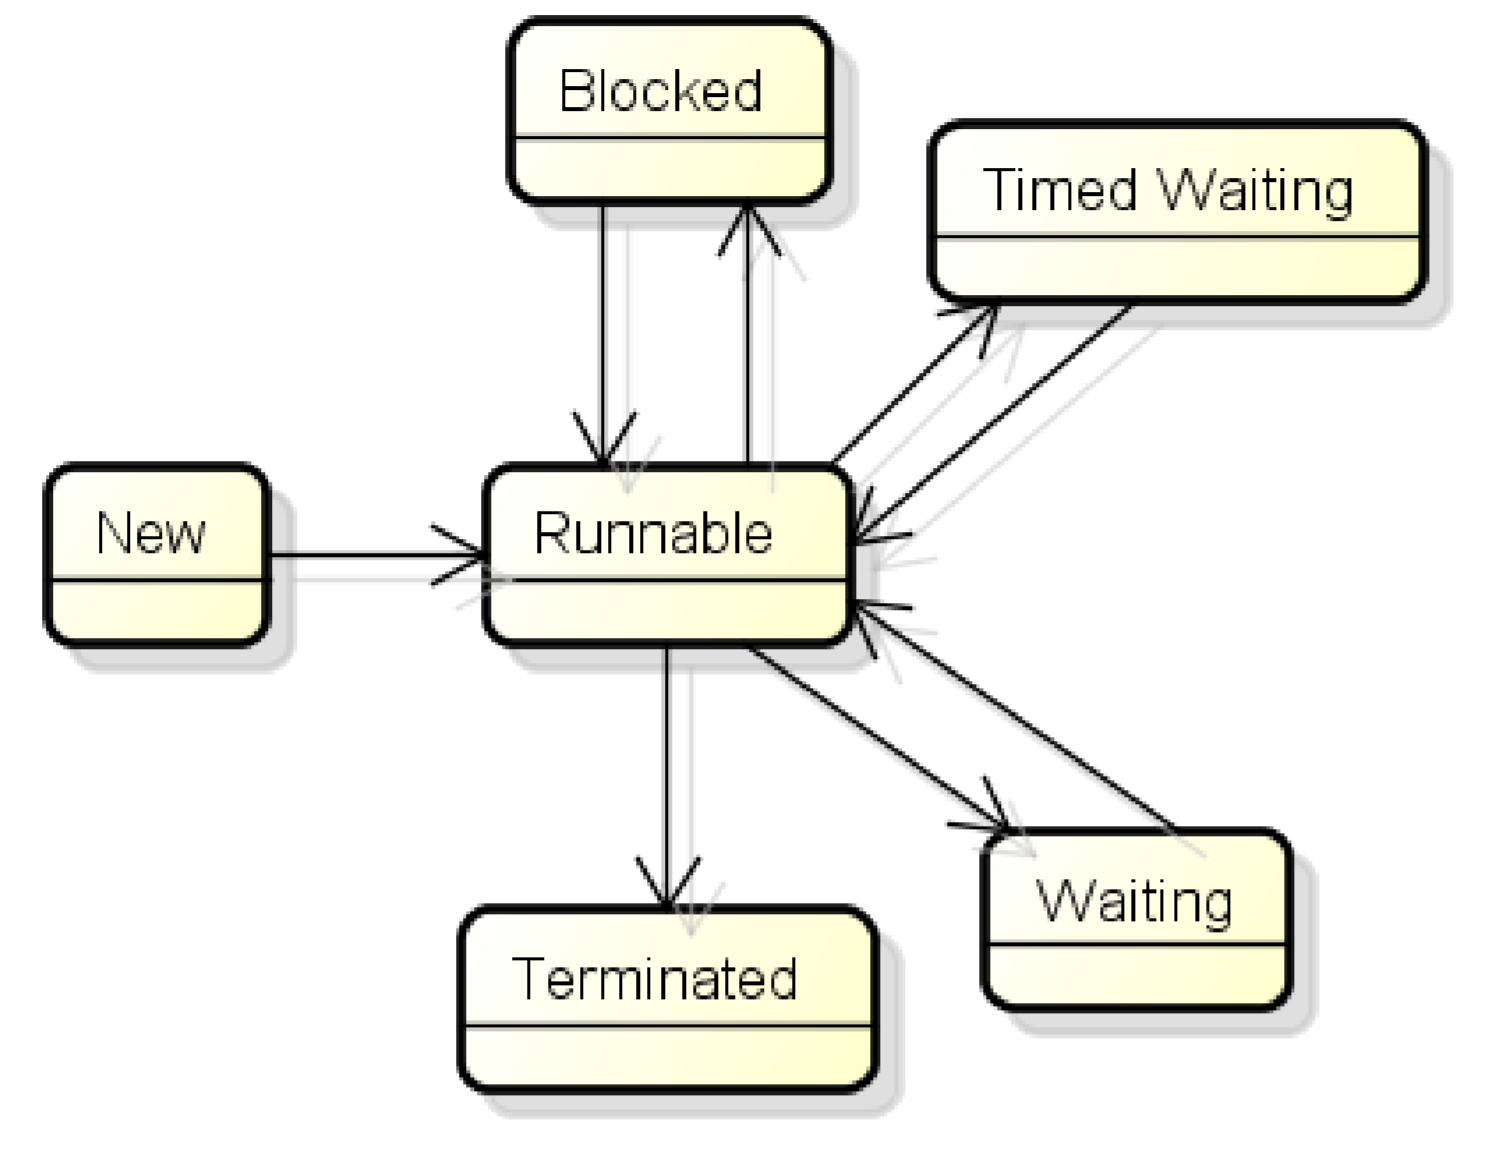 Blocked
Timed Waiting
New
Runnable
Waiting
Terminated